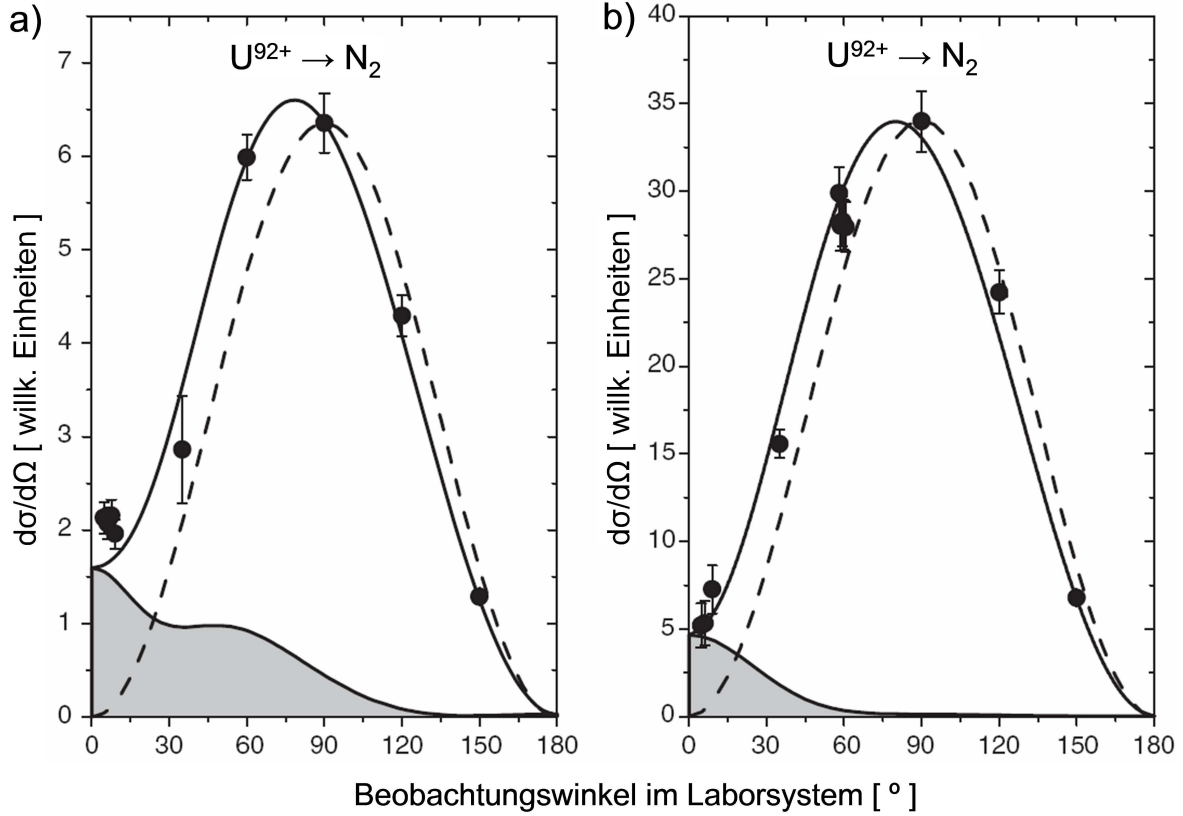 a)
U⁹²⁺ → N₂
7
6
5
4
3
2
1
0
0 30 60 90 120 150 180
dσ/dΩ [ willk. Einheiten ]
b)
U⁹²⁺ → N₂
40
35
30
25
20
15
10
5
0
0 30 60 90 120 150 180
dσ/dΩ [ willk. Einheiten ]
Beobachtungswinkel im Laborsystem [ º ]